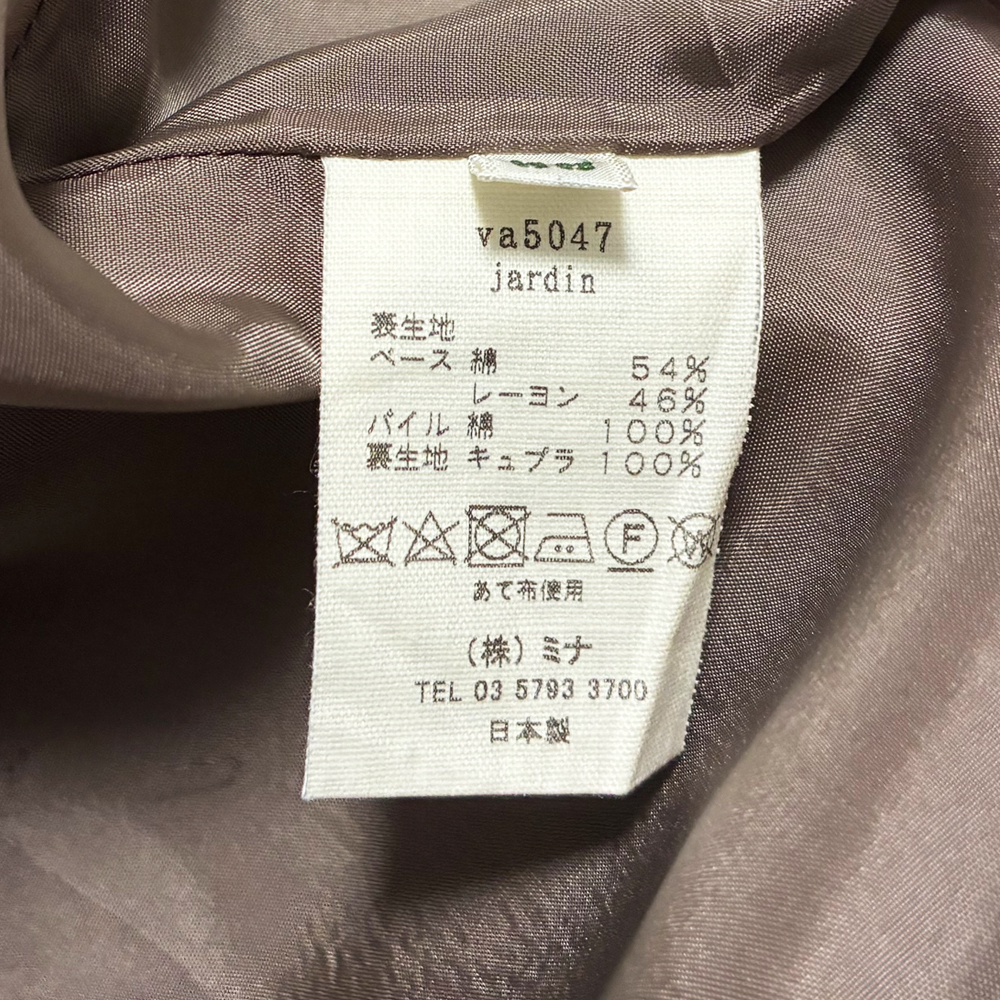 va5047
jardin
表生地
ベース 綿 54%
レーヨン 46%
パイル 綿 100%
裏生地 キュプラ 100%
F
W
あて布使用
(株)ミナ
TEL 03 5793 3700
日本製